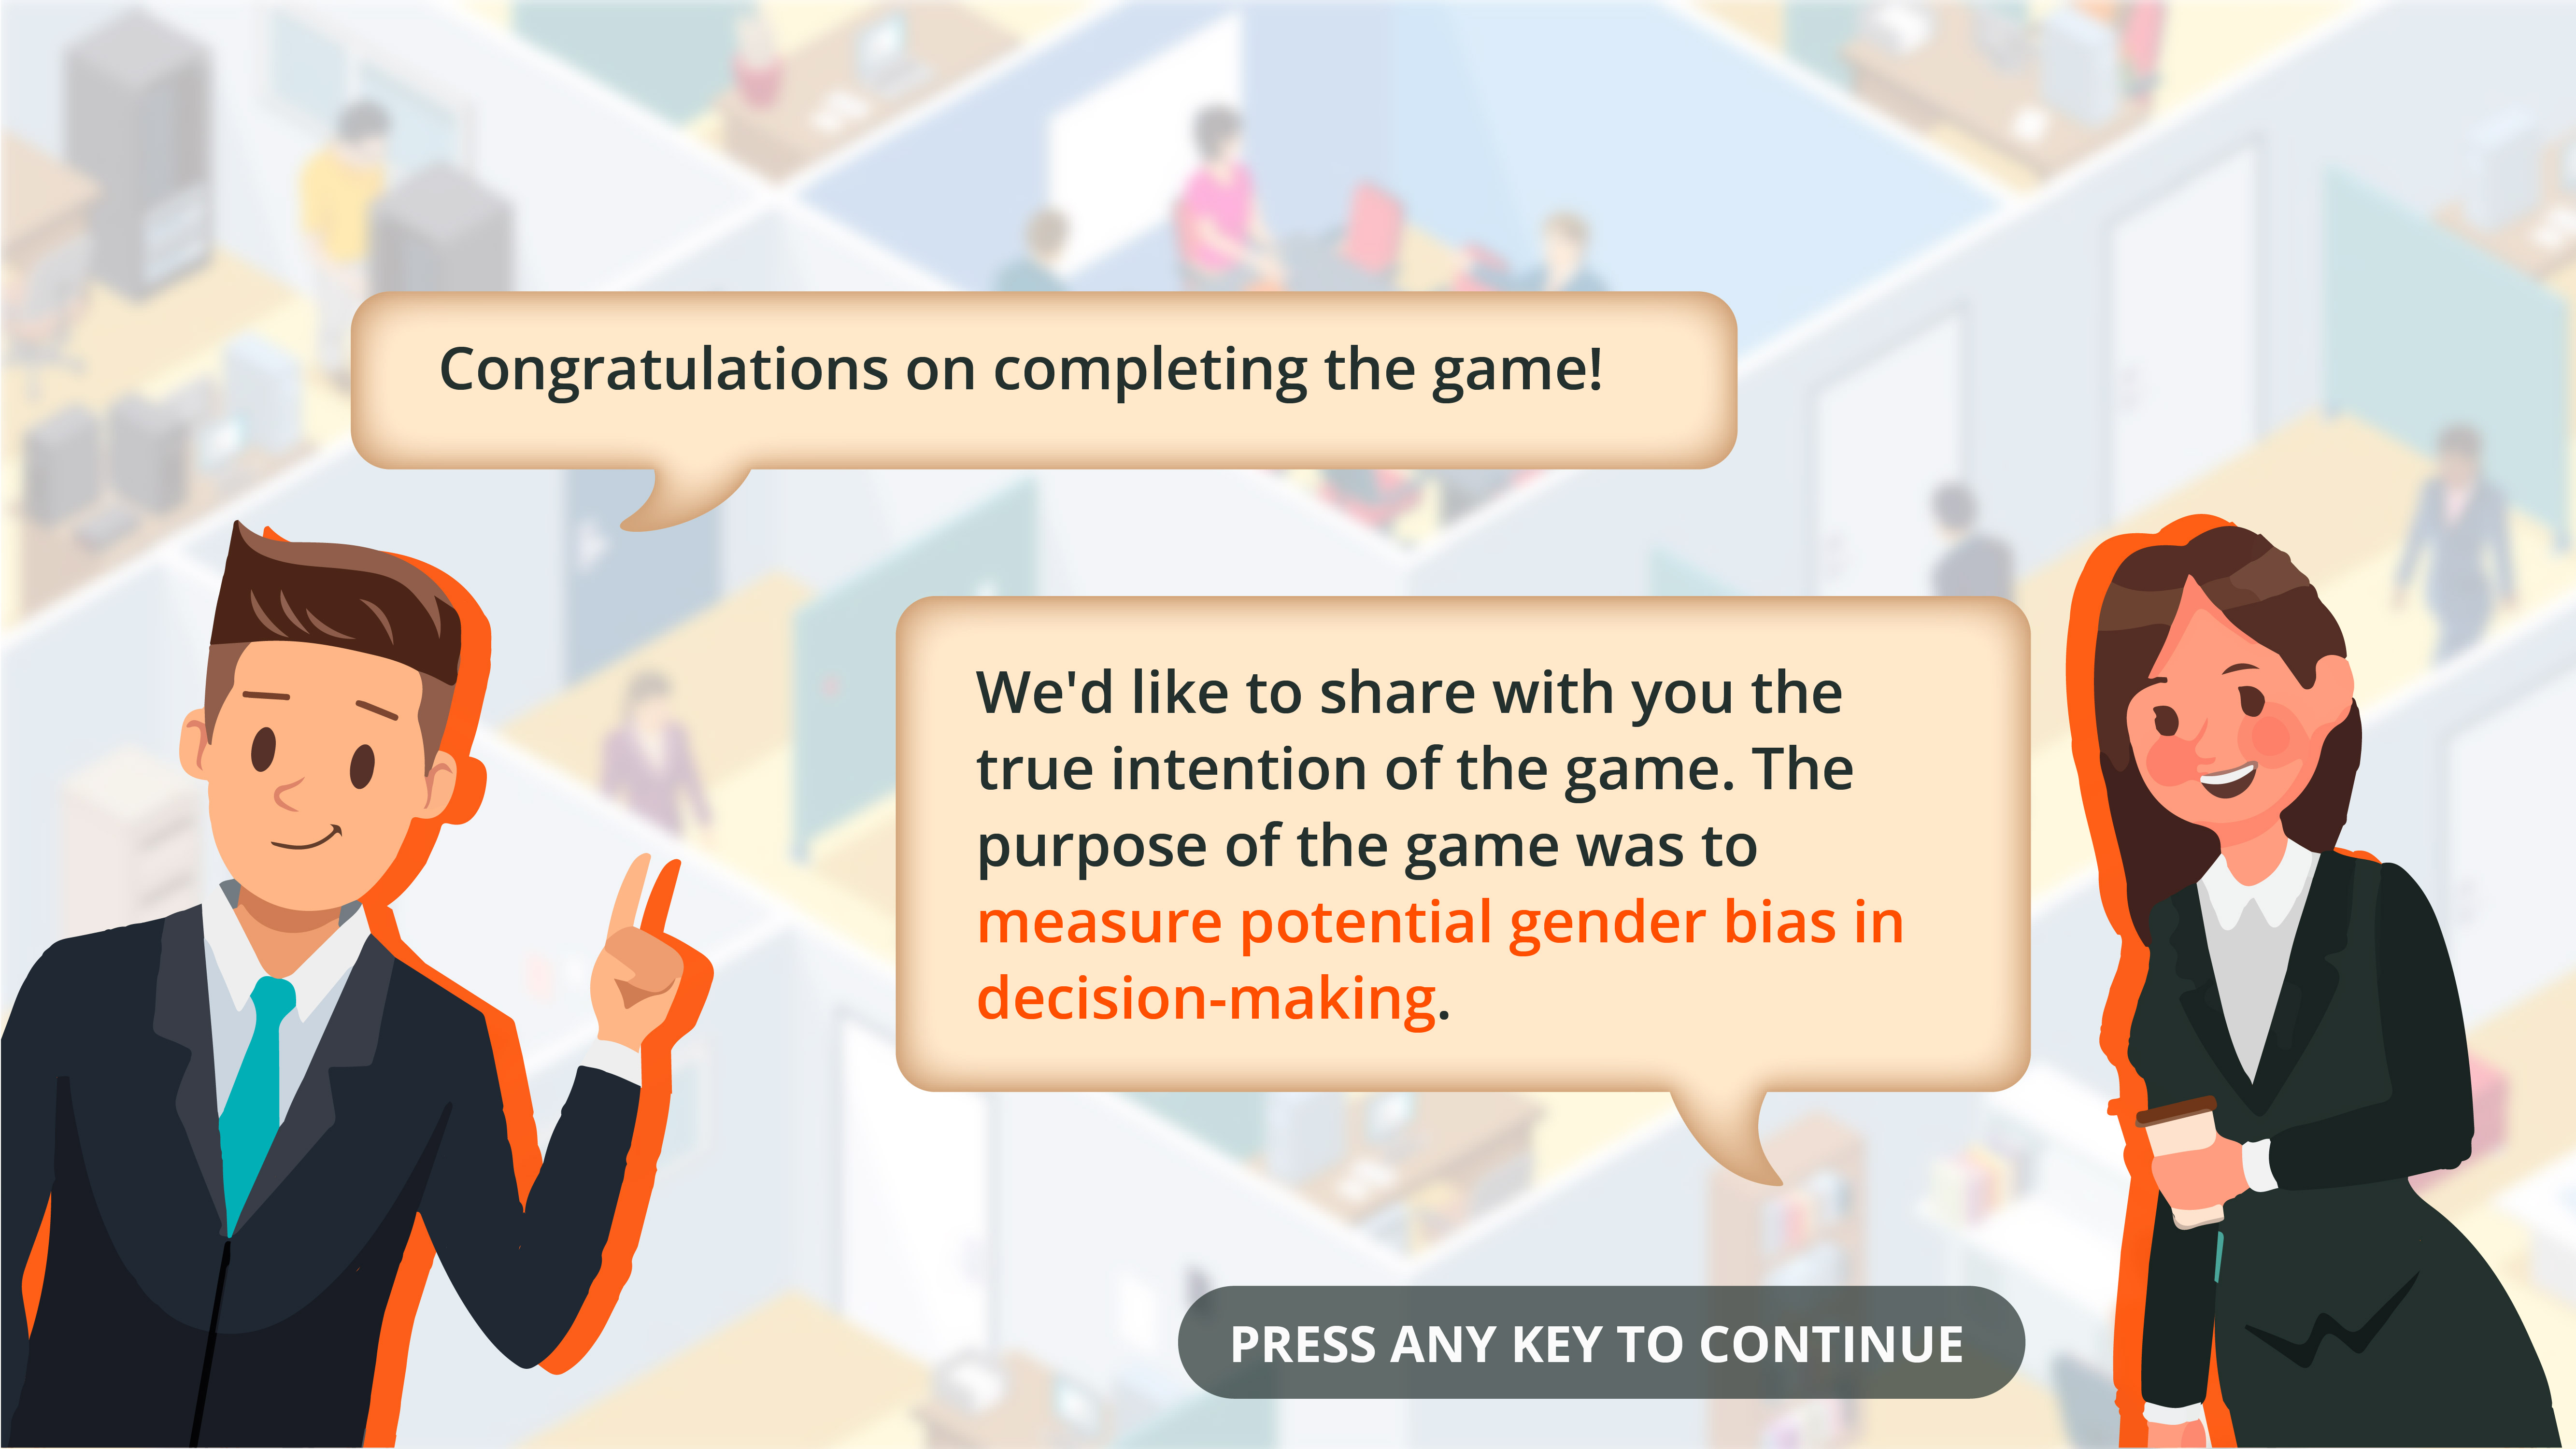 Congratulations on completing the game!
We'd like to share with you the
true intention of the game. The
purpose of the game was to
measure potential gender bias in
decision-making.
PRESS ANY KEY TO CONTINUE